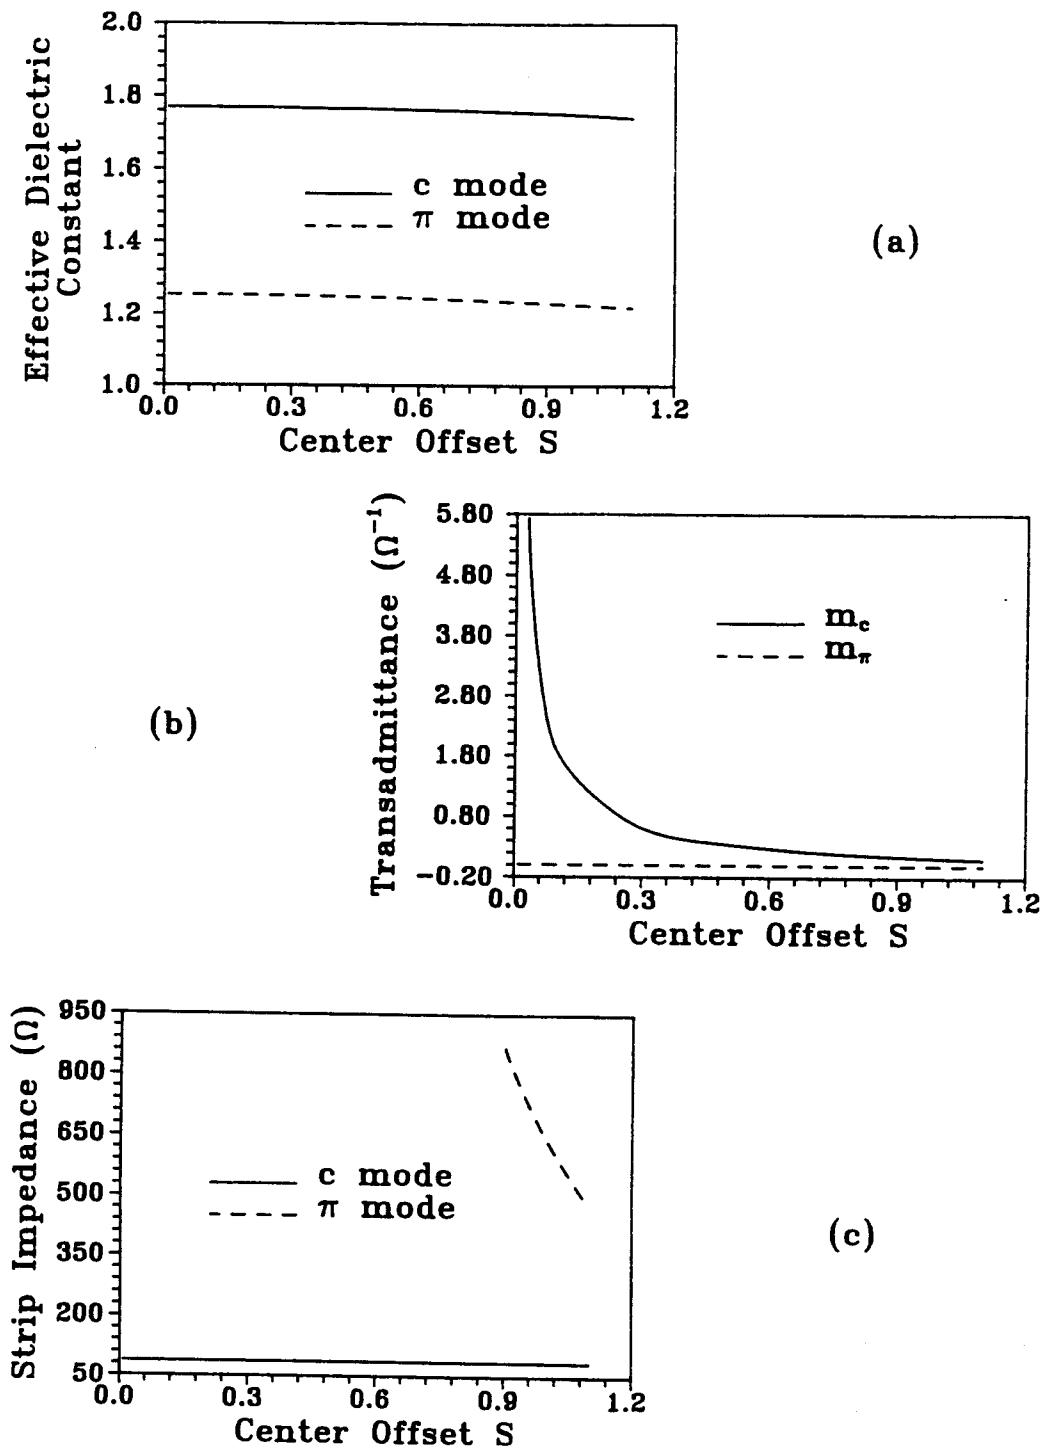 2.0
1.8
1.6
1.4
1.2
1.0
Effective Dielectric
Constant
c mode
π mode
0.0 0.3 0.6 0.9 1.2
Center Offset S
(a)
5.80
4.80
3.80
2.80
1.80
0.80
-0.20
Transadmittance (Ω⁻¹)
m_c
m_π
0.0 0.3 0.6 0.9 1.2
Center Offset S
(b)
950
800
650
500
350
200
50
Strip Impedance (Ω)
c mode
π mode
0.0 0.3 0.6 0.9 1.2
Center Offset S
(c)